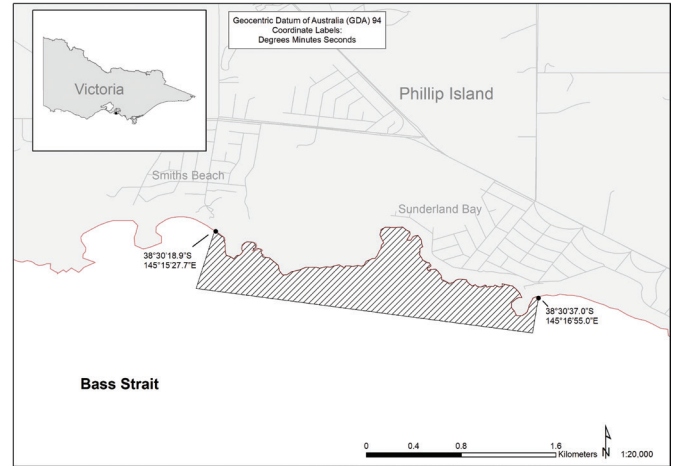 Geocentric Datum of Australia (GDA) 94
Coordinate Labels:
Degrees Minutes Seconds
Victoria
Phillip Island
Smiths Beach
Sunderland Bay
38°30'18.9"S
145°15'27.7"E
38°30'37.0"S
145°16'55.0"E
Bass Strait
0 0.4 0.8 1.6
Kilometers N 1:20,000